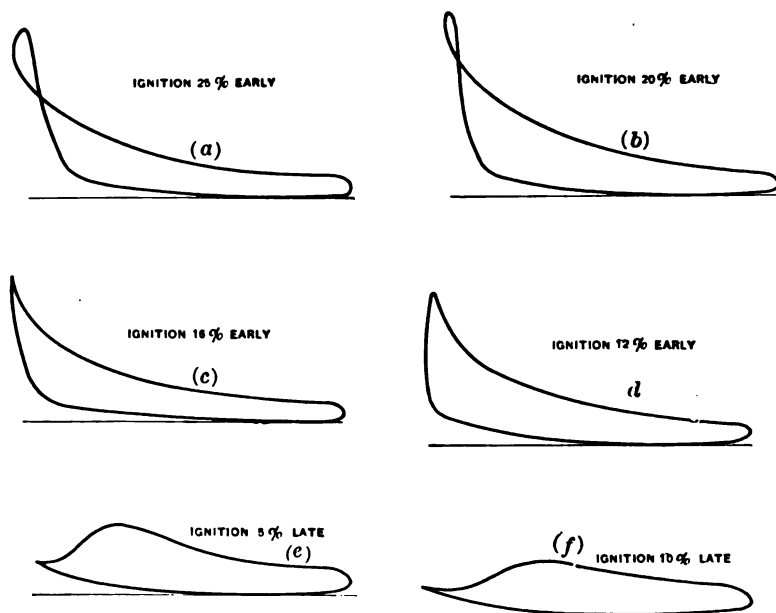 IGNITION 25% EARLY
(a)
IGNITION 20% EARLY
(b)
IGNITION 16% EARLY
(c)
IGNITION 12% EARLY
d
IGNITION 5% LATE
(e)
(f)
IGNITION 10% LATE